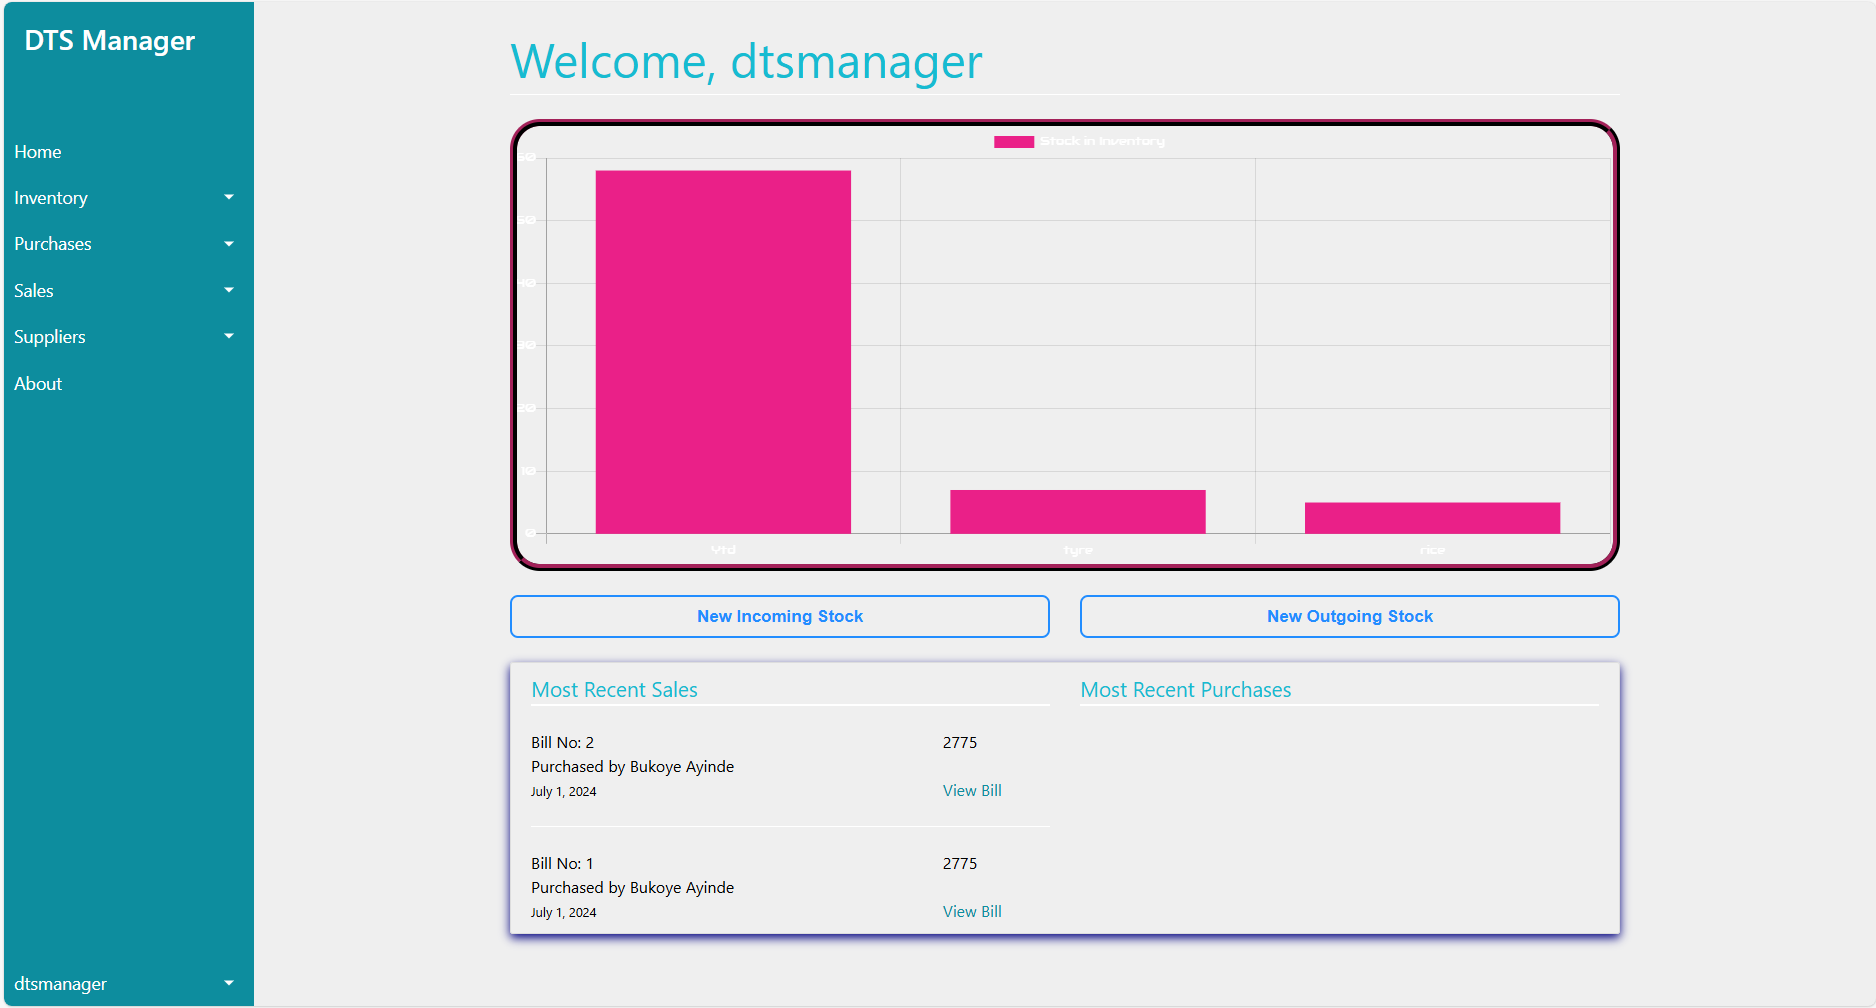 DTS Manager
Home
Inventory
Purchases
Sales
Suppliers
About
dtsmanager
Welcome, dtsmanager
Stock in Inventory
60
50
40
30
20
10
0
Ytd
tyre
rice
New Incoming Stock
New Outgoing Stock
Most Recent Sales
Bill No: 2
2775
Purchased by Bukoye Ayinde
July 1, 2024
View Bill
Bill No: 1
2775
Purchased by Bukoye Ayinde
July 1, 2024
View Bill
Most Recent Purchases